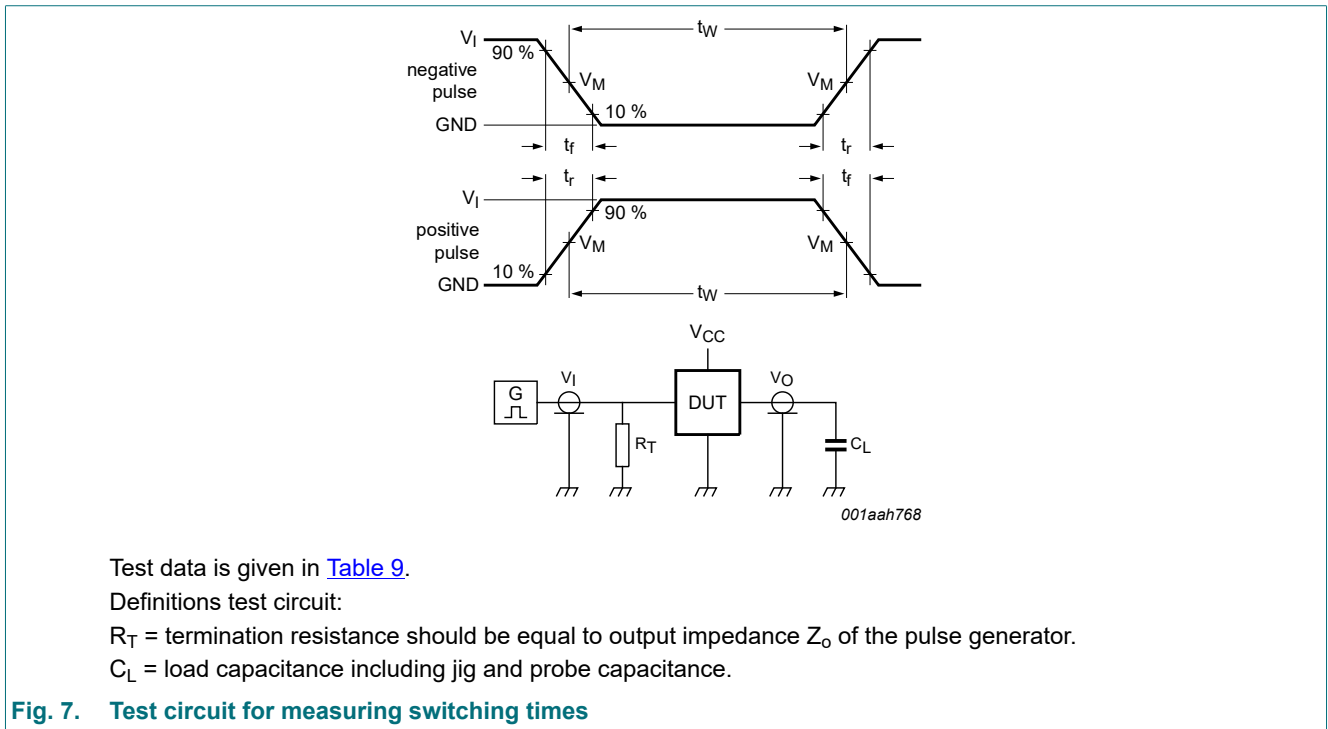 V_I
90 %
t_W
negative
pulse
V_M
V_M
10 %
GND
t_f
t_r
t_r
t_f
V_I
90 %
positive
pulse
V_M
V_M
10 %
GND
t_W
V_CC
V_I
V_O
G
DUT
R_T
C_L
001aah768
Test data is given in Table 9.
Definitions test circuit:
R_T = termination resistance should be equal to output impedance Z_o of the pulse generator.
C_L = load capacitance including jig and probe capacitance.
Fig. 7. Test circuit for measuring switching times